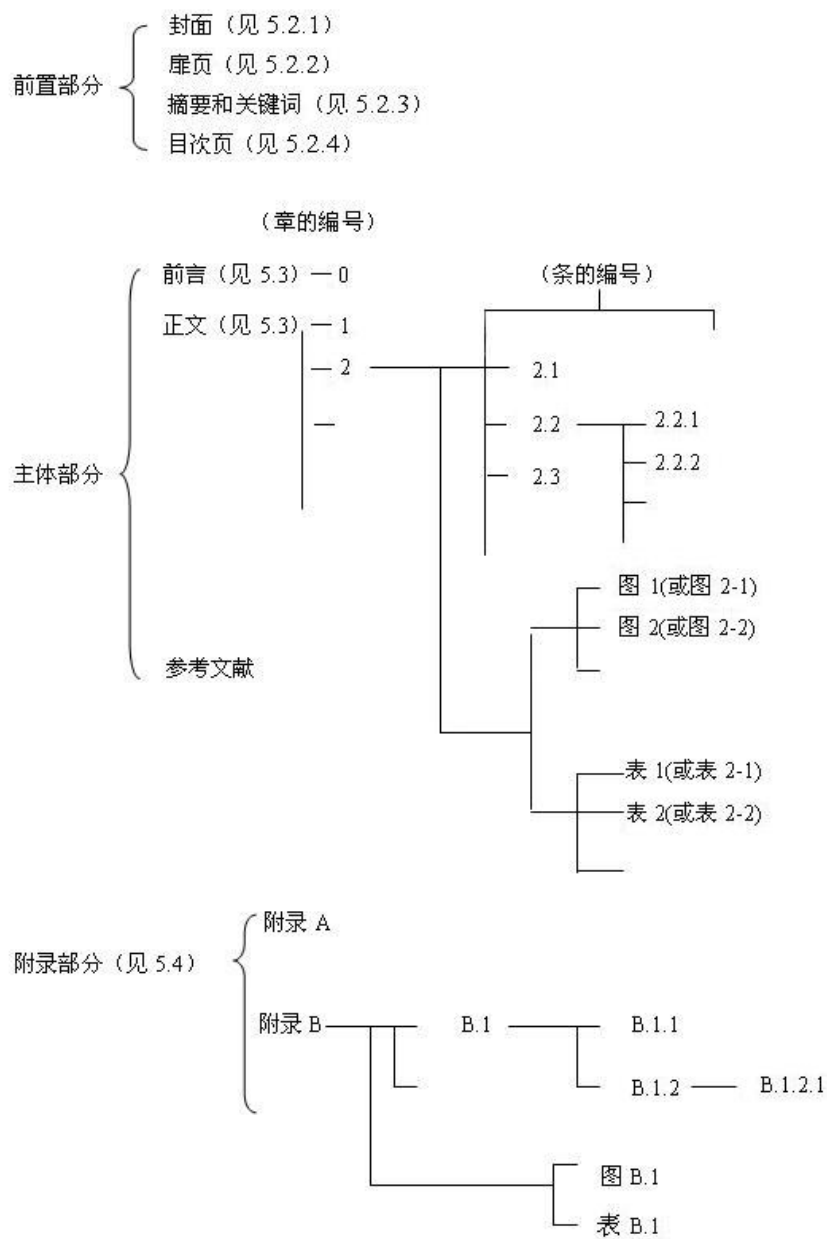 前置部分
封面（见 5.2.1）
扉页（见 5.2.2）
摘要和关键词（见 5.2.3）
目次页（见 5.2.4）
（章的编号）
主体部分
前言（见 5.3）0
（条的编号）
正文（见 5.3）1
2
2.1
2.2
2.2.1
2.2.2
2.3
图 1(或图 2-1)
图 2(或图 2-2)
参考文献
表 1(或表 2-1)
表 2(或表 2-2)
附录部分（见 5.4）
附录 A
附录 B
B.1
B.1.1
B.1.2
B.1.2.1
图 B.1
表 B.1